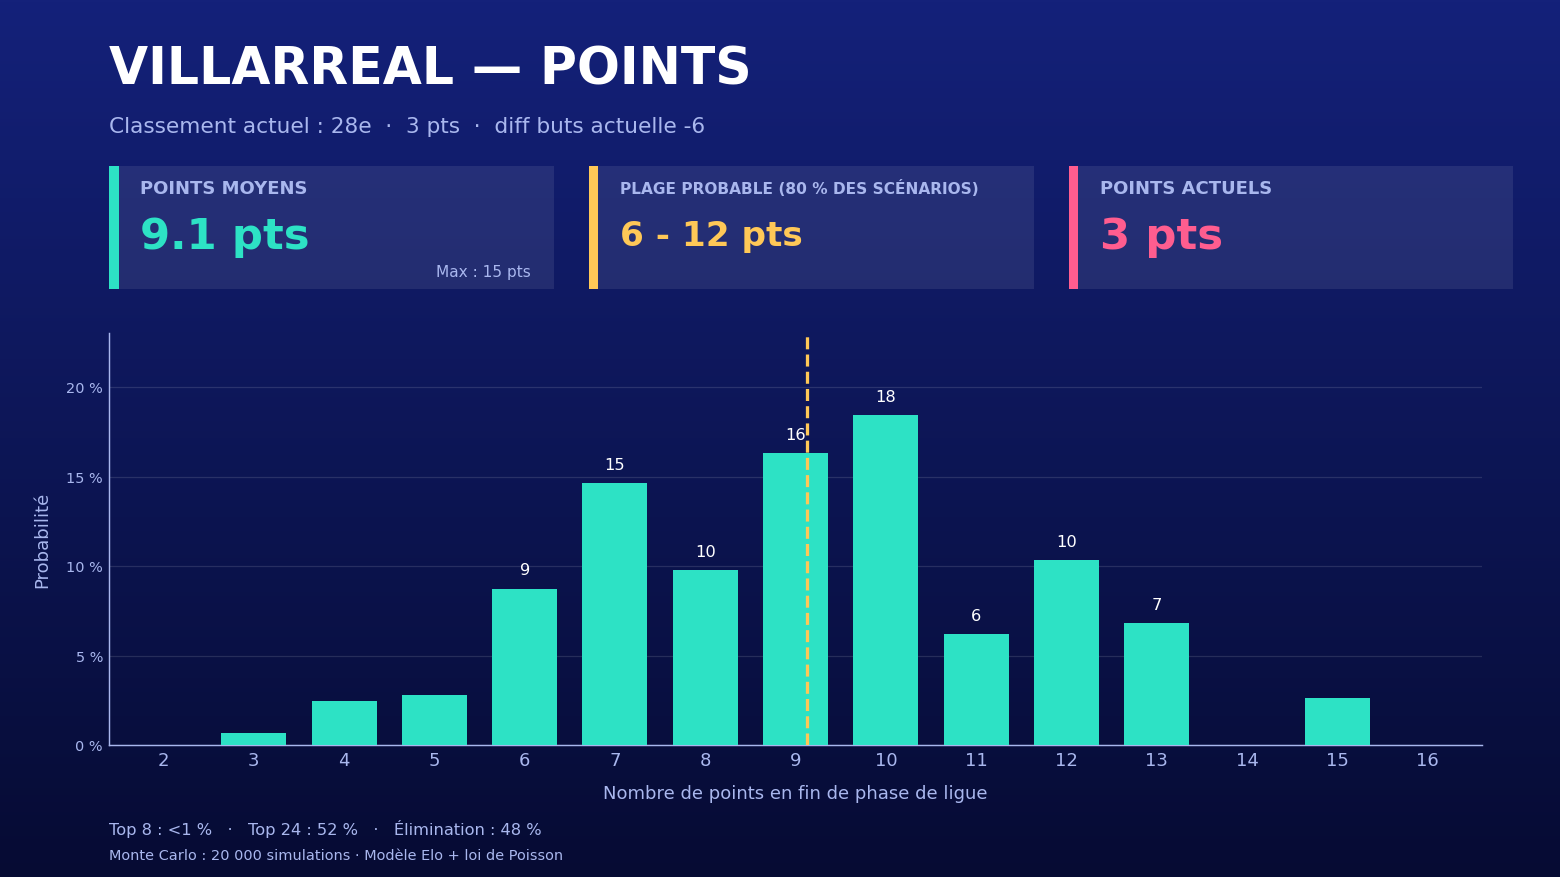 VILLARREAL — POINTS
Classement actuel : 28e · 3 pts · diff buts actuelle -6
POINTS MOYENS
9.1 pts
Max : 15 pts
PLAGE PROBABLE (80 % DES SCÉNARIOS)
6 - 12 pts
POINTS ACTUELS
3 pts
Probabilité
20 %
15 %
10 %
5 %
0 %
9
15
10
16
18
6
10
7
2 3 4 5 6 7 8 9 10 11 12 13 14 15 16
Nombre de points en fin de phase de ligue
Top 8 : <1 % · Top 24 : 52 % · Élimination : 48 %
Monte Carlo : 20 000 simulations · Modèle Elo + loi de Poisson